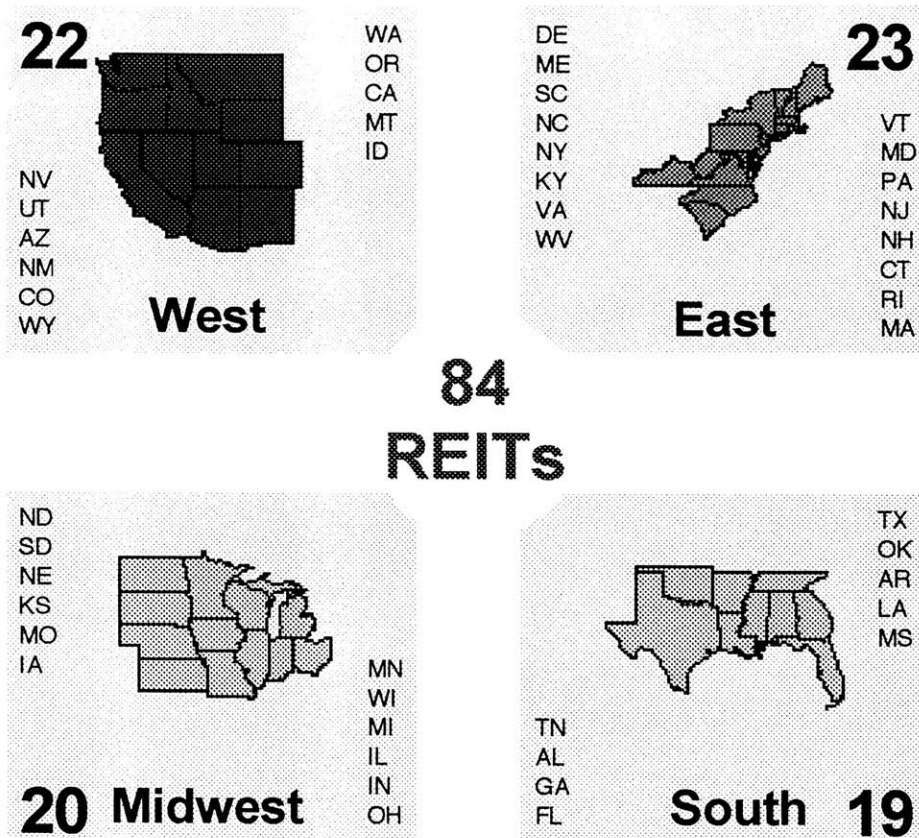 22
WA
OR
CA
MT
ID
NV
UT
AZ
NM
CO
WY
West
DE
ME
SC
NC
NY
KY
VA
WV
23
VT
MD
PA
NJ
NH
CT
RI
MA
East
84
REITs
ND
SD
NE
KS
MO
IA
MN
WI
MI
IL
IN
OH
20 Midwest
TX
OK
AR
LA
MS
TN
AL
GA
FL
South 19